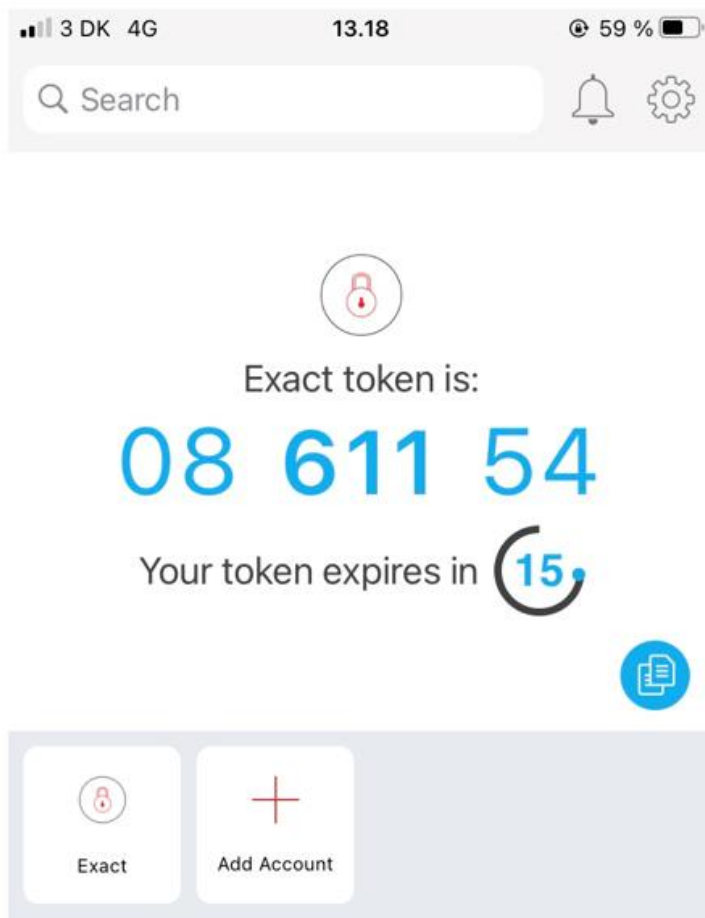 3 DK 4G 13.18 59 %
Search
Exact token is:
08 611 54
Your token expires in 15
Exact Add Account